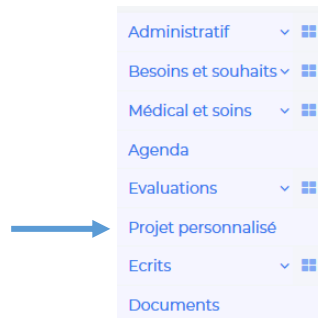 Administratif
Besoins et souhaits
Médical et soins
Agenda
Evaluations
Projet personnalisé
Ecrits
Documents